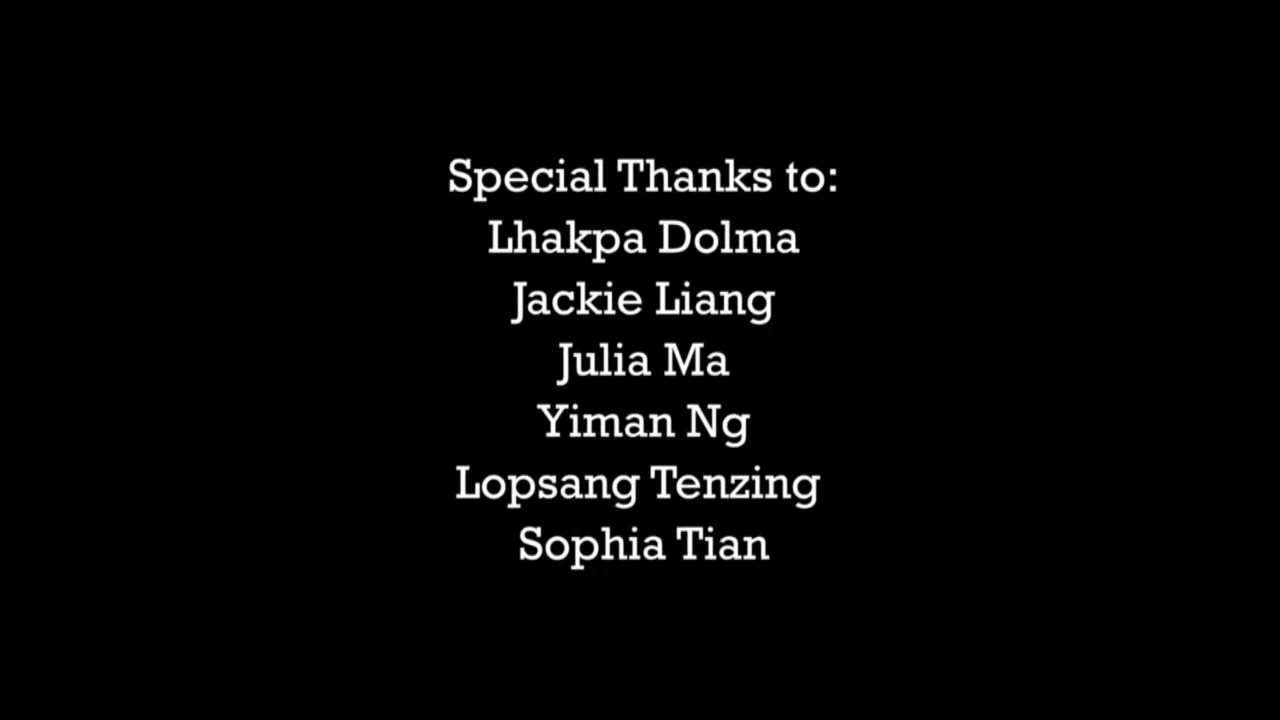 Special Thanks to:
Lhakpa Dolma
Jackie Liang
Julia Ma
Yiman Ng
Lopsang Tenzing
Sophia Tian